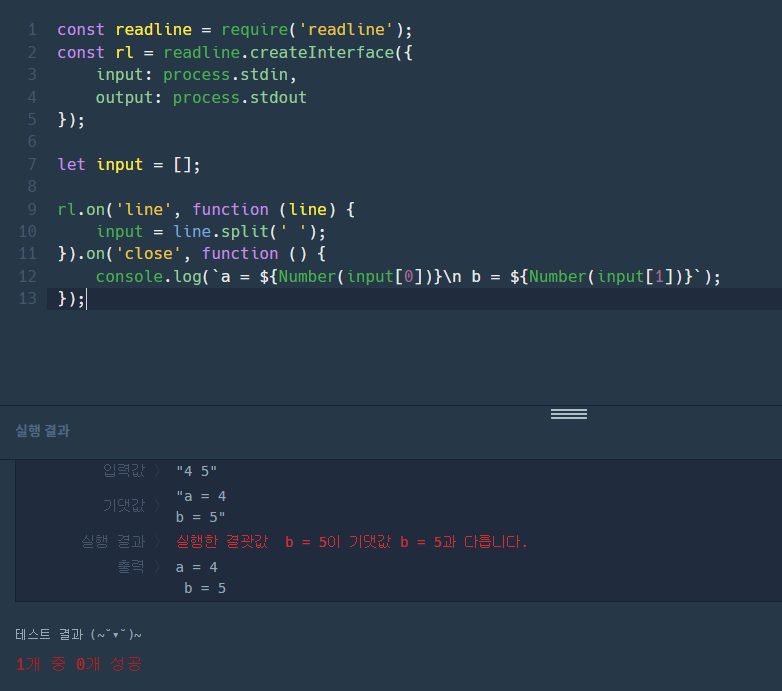 1 const readline = require('readline');
2 const rl = readline.createInterface({
3     input: process.stdin,
4     output: process.stdout
5 });
6
7 let input = [];
8
9 rl.on('line', function (line) {
10     input = line.split(' ');
11 }).on('close', function () {
12     console.log(`a = ${Number(input[0])}\n b = ${Number(input[1])}`);
13 });
실행 결과
입력값 〉 "4 5"
기댓값 〉 "a = 4
b = 5"
실행 결과 〉 실행한 결괏값  b = 5이 기댓값 b = 5과 다릅니다.
출력 〉 a = 4
 b = 5
테스트 결과 (~˘▾˘)~
1개 중 0개 성공